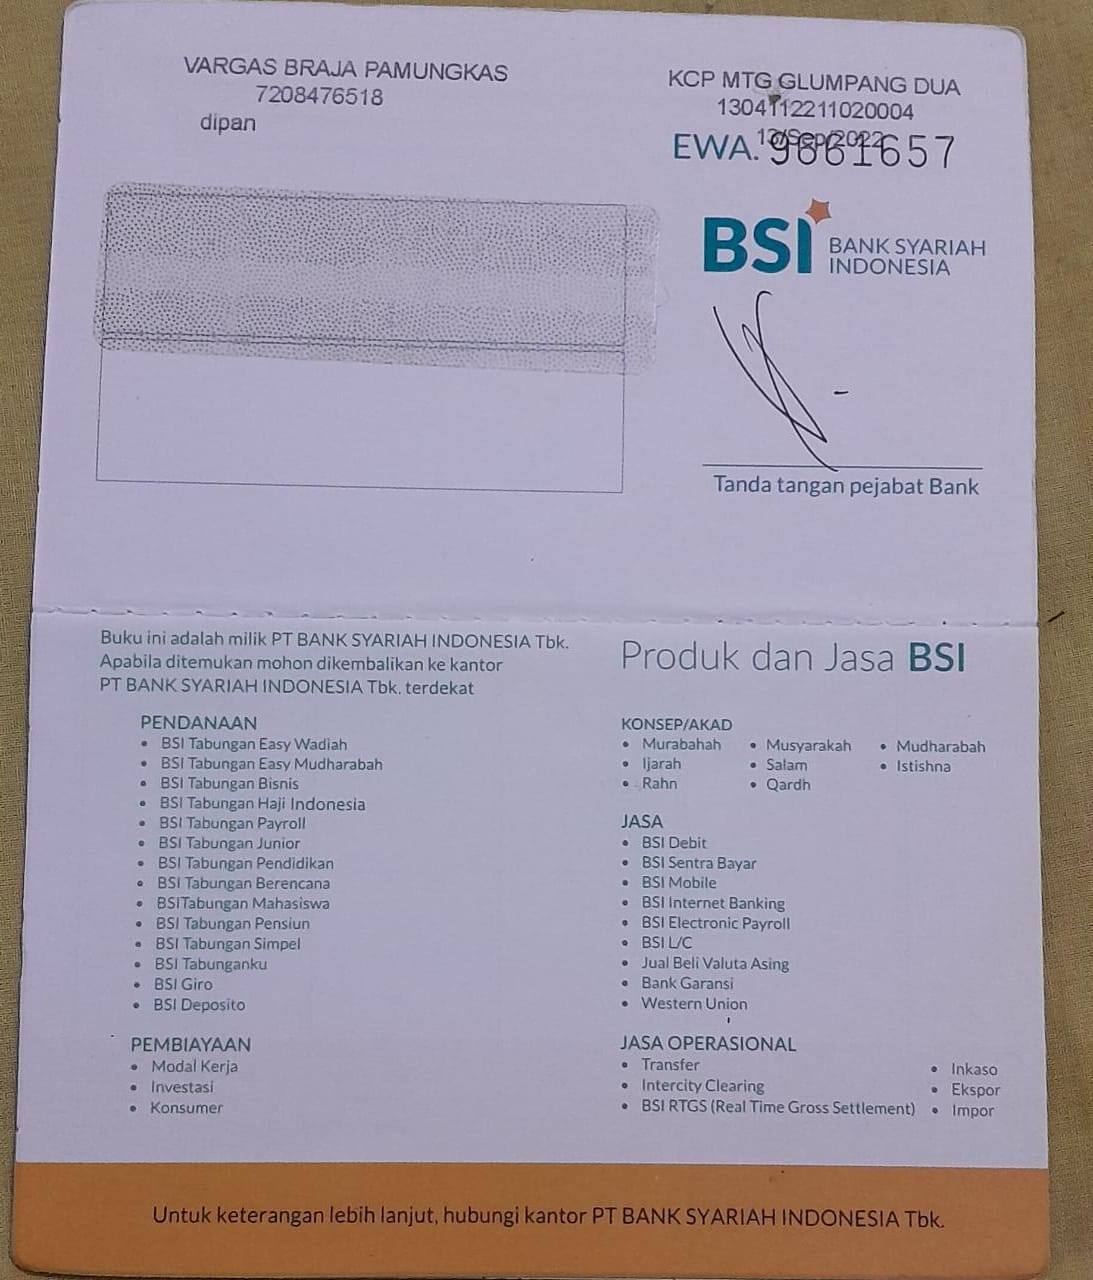 VARGAS BRAJA PAMUNGKAS
7208476518
dipan
KCP MTG GLUMPANG DUA
1304112211020004
13/Sep/2022
EWA. 9661657
BSI BANK SYARIAH
INDONESIA
Tanda tangan pejabat Bank
Buku ini adalah milik PT BANK SYARIAH INDONESIA Tbk.
Apabila ditemukan mohon dikembalikan ke kantor
PT BANK SYARIAH INDONESIA Tbk. terdekat
PENDANAAN
• BSI Tabungan Easy Wadiah
• BSI Tabungan Easy Mudharabah
• BSI Tabungan Bisnis
• BSI Tabungan Haji Indonesia
• BSI Tabungan Payroll
• BSI Tabungan Junior
• BSI Tabungan Pendidikan
• BSI Tabungan Berencana
• BSITabungan Mahasiswa
• BSI Tabungan Pensiun
• BSI Tabungan Simpel
• BSI Tabunganku
• BSI Giro
• BSI Deposito
PEMBIAYAAN
• Modal Kerja
• Investasi
• Konsumer
Produk dan Jasa BSI
KONSEP/AKAD
• Murabahah • Musyarakah • Mudharabah
• Ijarah • Salam • Istishna
• Rahn • Qardh
JASA
• BSI Debit
• BSI Sentra Bayar
• BSI Mobile
• BSI Internet Banking
• BSI Electronic Payroll
• BSI L/C
• Jual Beli Valuta Asing
• Bank Garansi
• Western Union
JASA OPERASIONAL
• Transfer • Inkaso
• Intercity Clearing • Ekspor
• BSI RTGS (Real Time Gross Settlement) • Impor
Untuk keterangan lebih lanjut, hubungi kantor PT BANK SYARIAH INDONESIA Tbk.